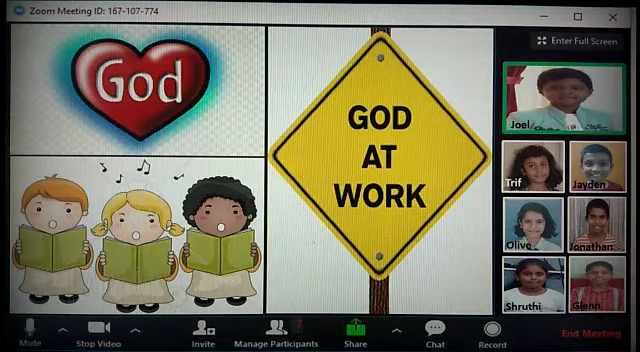 Zoom Meeting ID: 167-107-774
Enter Full Screen
God
GOD
AT
WORK
Joel
Trif
Jayden
Olive
Jonathan
Shruthi
Glenn
Mute
Stop Video
Invite
Manage Participants
7
Share
Chat
Record
End Meeting